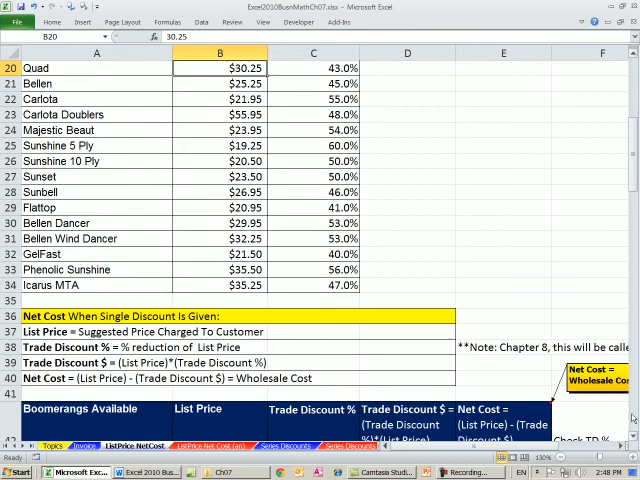 Excel2010BusnMathCh07.xlsx
File Home Insert Page Layout Formulas Data Review View Developer Add-Ins
B20 fx 30.25
A B C D E F
20 Quad $30.25 43.0%
21 Bellen $25.25 45.0%
22 Carlota $21.95 55.0%
23 Carlota Doublers $55.95 48.0%
24 Majestic Beaut $23.95 54.0%
25 Sunshine 5 Ply $19.25 60.0%
26 Sunshine 10 Ply $20.50 50.0%
27 Sunset $23.50 50.0%
28 Sunbell $26.95 46.0%
29 Flattop $20.95 41.0%
30 Bellen Dancer $29.95 53.0%
31 Bellen Wind Dancer $32.25 53.0%
32 GelFast $21.50 40.0%
33 Phenolic Sunshine $35.50 56.0%
34 Icarus MTA $35.25 47.0%
35
36 Net Cost When Single Discount Is Given:
37 List Price = Suggested Price Charged To Customer
38 Trade Discount % = % reduction of List Price **Note: Chapter 8, this will be calle
39 Trade Discount $ = (List Price)*(Trade Discount %)
40 Net Cost = (List Price) - (Trade Discount $) = Wholesale Cost
Net Cost =
Wholesale Cos
41
Boomerangs Available List Price Trade Discount % Trade Discount $ = Net Cost =
(Trade Discount (List Price) - (Trade
42 %)*(List Price) Discount $) Check TD %
Topics Invoice ListPrice NetCost ListPrice NetCost (an) Series Discounts Series Discounts
Ready 130%
Start Microsoft Exc... Excel 2010 Busi... Ch07 Camtasia Studi... Recording... EN 2:48 PM